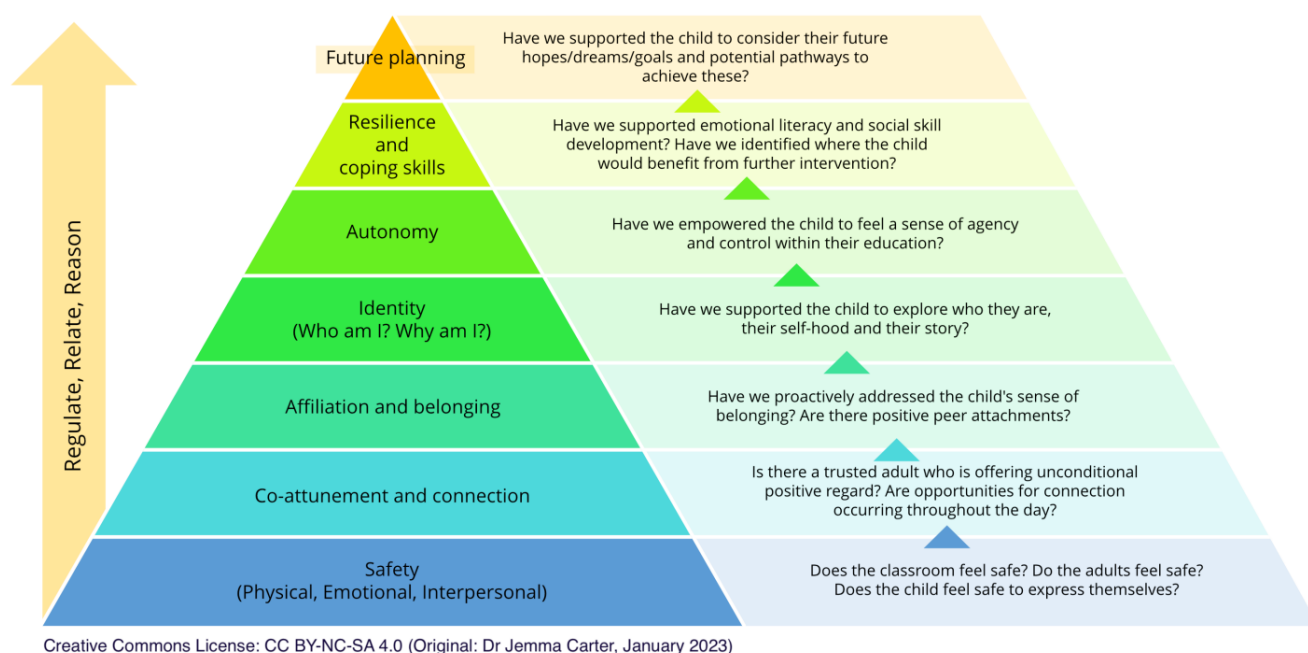 Future planning
Have we supported the child to consider their future
hopes/dreams/goals and potential pathways to
achieve these?
Resilience
and
coping skills
Have we supported emotional literacy and social skill
development? Have we identified where the child
would benefit from further intervention?
Autonomy
Have we empowered the child to feel a sense of agency
and control within their education?
Identity
(Who am I? Why am I?)
Have we supported the child to explore who they are,
their self-hood and their story?
Affiliation and belonging
Have we proactively addressed the child's sense of
belonging? Are there positive peer attachments?
Co-attunement and connection
Is there a trusted adult who is offering unconditional
positive regard? Are opportunities for connection
occurring throughout the day?
Safety
(Physical, Emotional, Interpersonal)
Does the classroom feel safe? Do the adults feel safe?
Does the child feel safe to express themselves?
Regulate, Relate, Reason
Creative Commons License: CC BY-NC-SA 4.0 (Original: Dr Jemma Carter, January 2023)